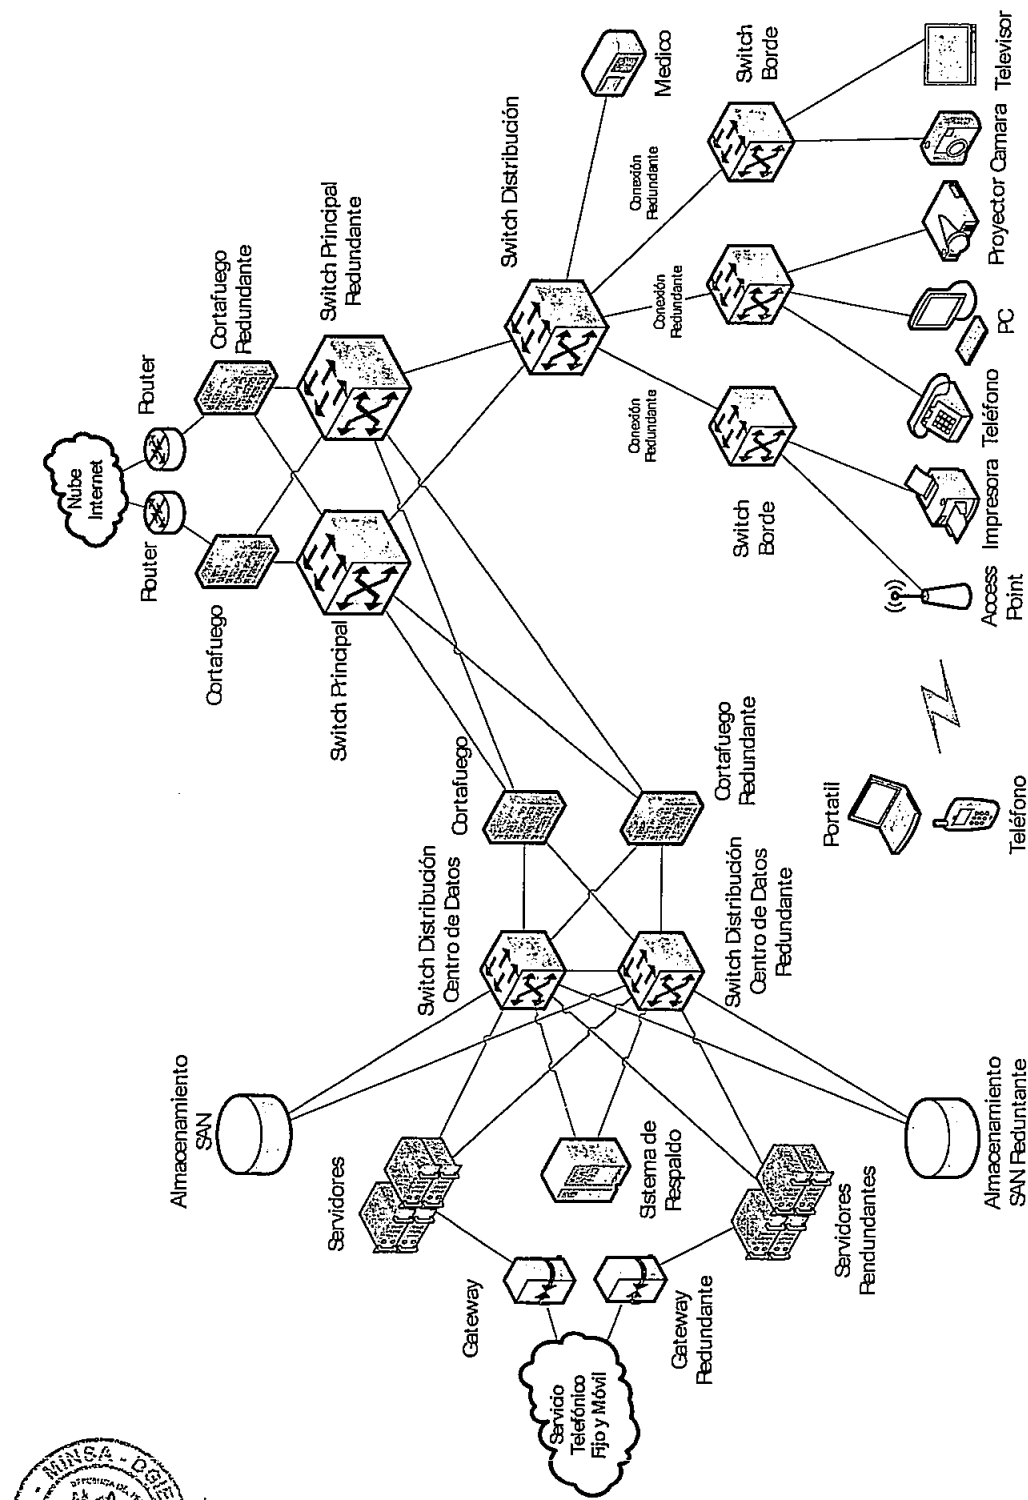 Nube
Internet
Router
Router
Cortafuego
Cortafuego
Redundante
Switch Principal
Switch Principal
Redundante
Switch Distribución
Medico
Conexión
Redundante
Conexión
Redundante
Conexión
Redundante
Switch
Borde
Switch
Borde
Access
Point
Impresora
Teléfono
PC
Proyector
Camara
Televisor
Portatil
Teléfono
Cortafuego
Cortafuego
Redundante
Switch Distribución
Centro de Datos
Switch Distribución
Centro de Datos
Redundante
Almacenamiento
SAN
Servidores
Sistema de
Respaldo
Servidores
Rendundantes
Almacenamiento
SAN Reduntante
Gateway
Gateway
Redundante
Servicio
Telefónico
Fijo y Móvil
MINSA - DGIE